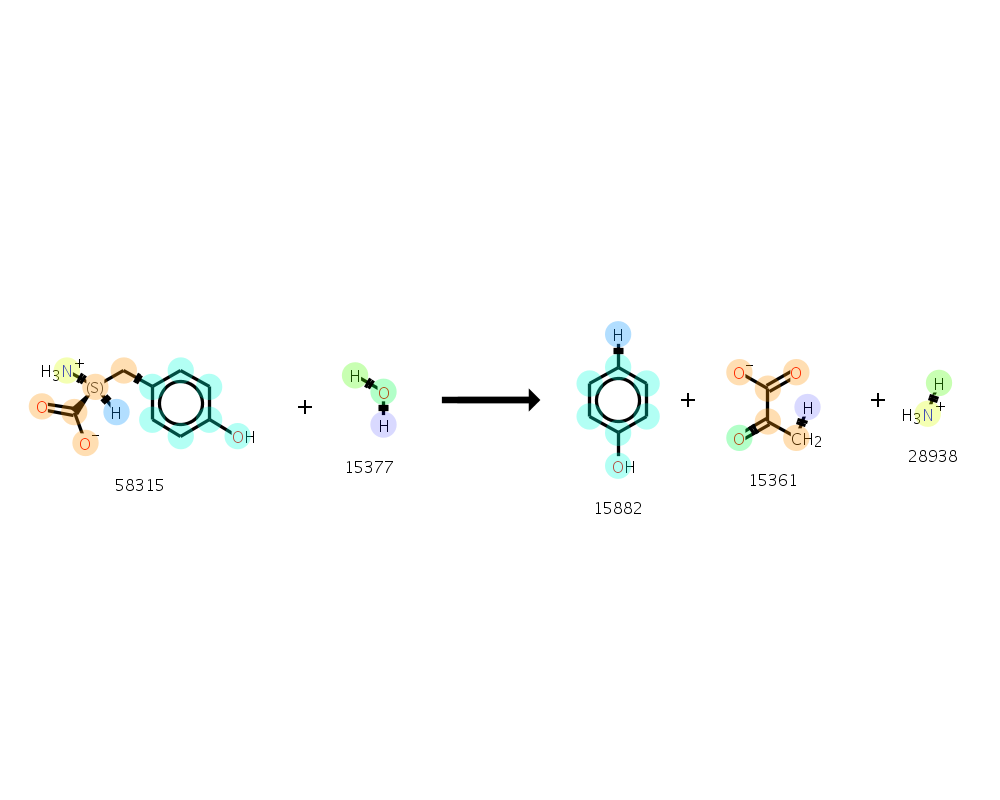 H3N+
(S)
O
O−
H
OH
58315
+
H
O
H
15377
H
OH
15882
+
O−
O
O
H
CH2
15361
+
H
H3N+
28938